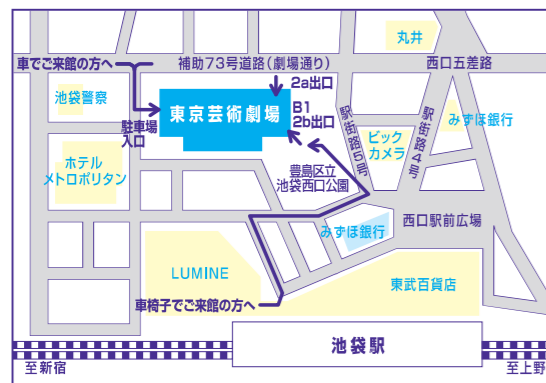 丸井
車でご来館の方へ
補助73号道路(劇場通り)
西口五差路
2a出口
池袋警察
東京芸術劇場
B1
2b出口
駐車場
入口
駅街路5号
駅街路4号
みずほ銀行
ビック
カメラ
ホテル
メトロポリタン
豊島区立
池袋西口公園
みずほ銀行
西口駅前広場
LUMINE
東武百貨店
車椅子でご来館の方へ
池袋駅
至新宿
至上野